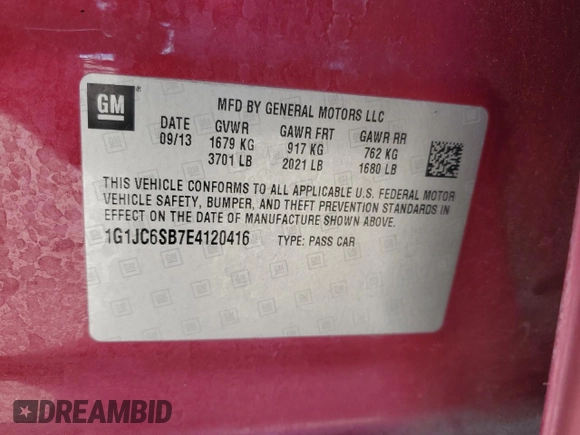 GM ®
MFD BY GENERAL MOTORS LLC
DATE GVWR GAWR FRT GAWR RR
09/13 1679 KG 917 KG 762 KG
3701 LB 2021 LB 1680 LB
THIS VEHICLE CONFORMS TO ALL APPLICABLE U.S. FEDERAL MOTOR
VEHICLE SAFETY, BUMPER, AND THEFT PREVENTION STANDARDS IN
EFFECT ON THE DATE OF MANUFACTURE SHOWN ABOVE.
1G1JC6SB7E4120416 TYPE: PASS CAR
DREAMBID